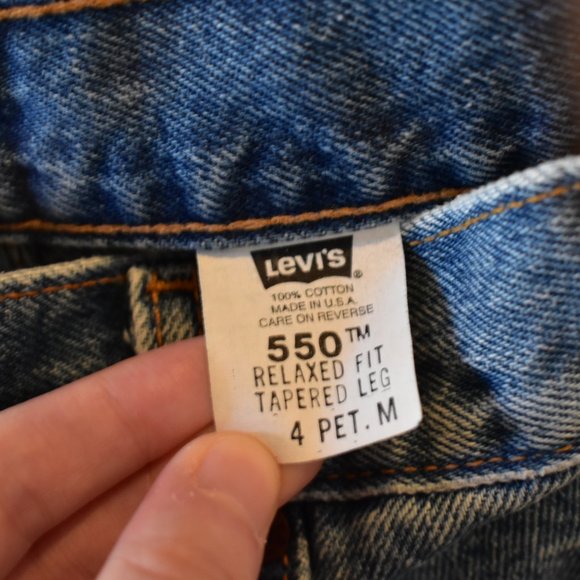 Levi's ®
100% COTTON
MADE IN U.S.A.
CARE ON REVERSE
550™
RELAXED FIT
TAPERED LEG
4 PET. M